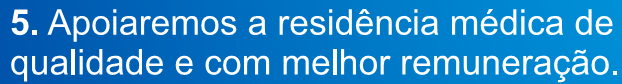 5. Apoiaremos a residência médica de
qualidade e com melhor remuneração.